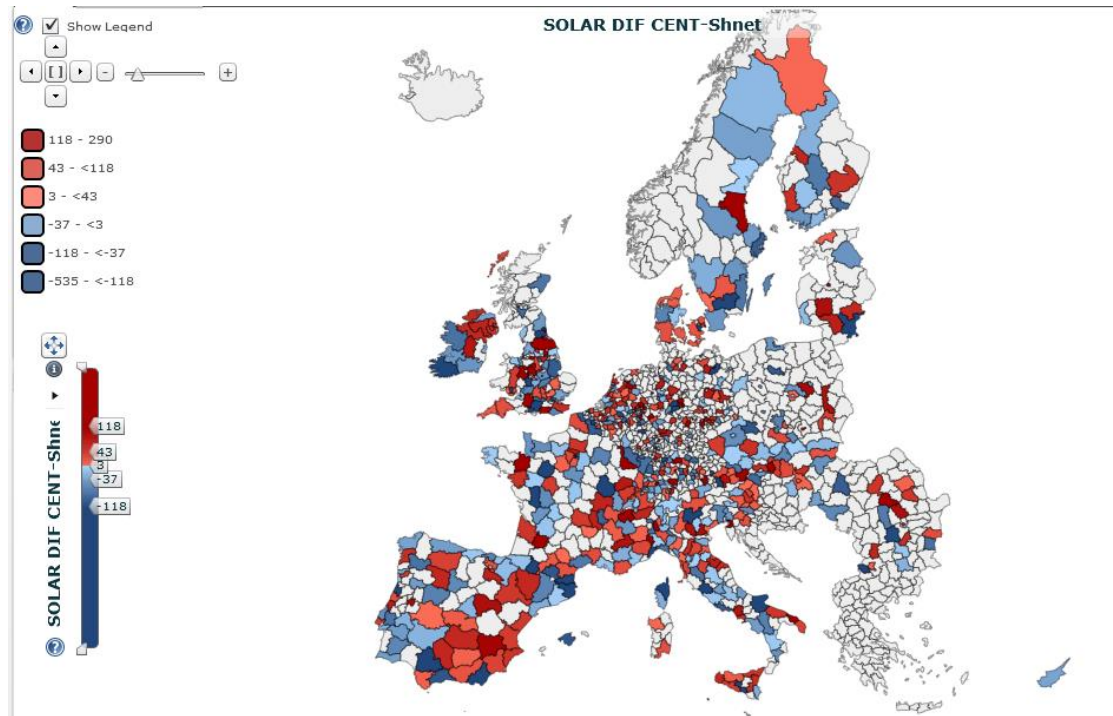 Show Legend
SOLAR DIF CENT-Shnet
[ ]
-
+
118 - 290
43 - <118
3 - <43
-37 - <3
-118 - <-37
-535 - <-118
118
43
3
-37
-118
SOLAR DIF CENT-Shne